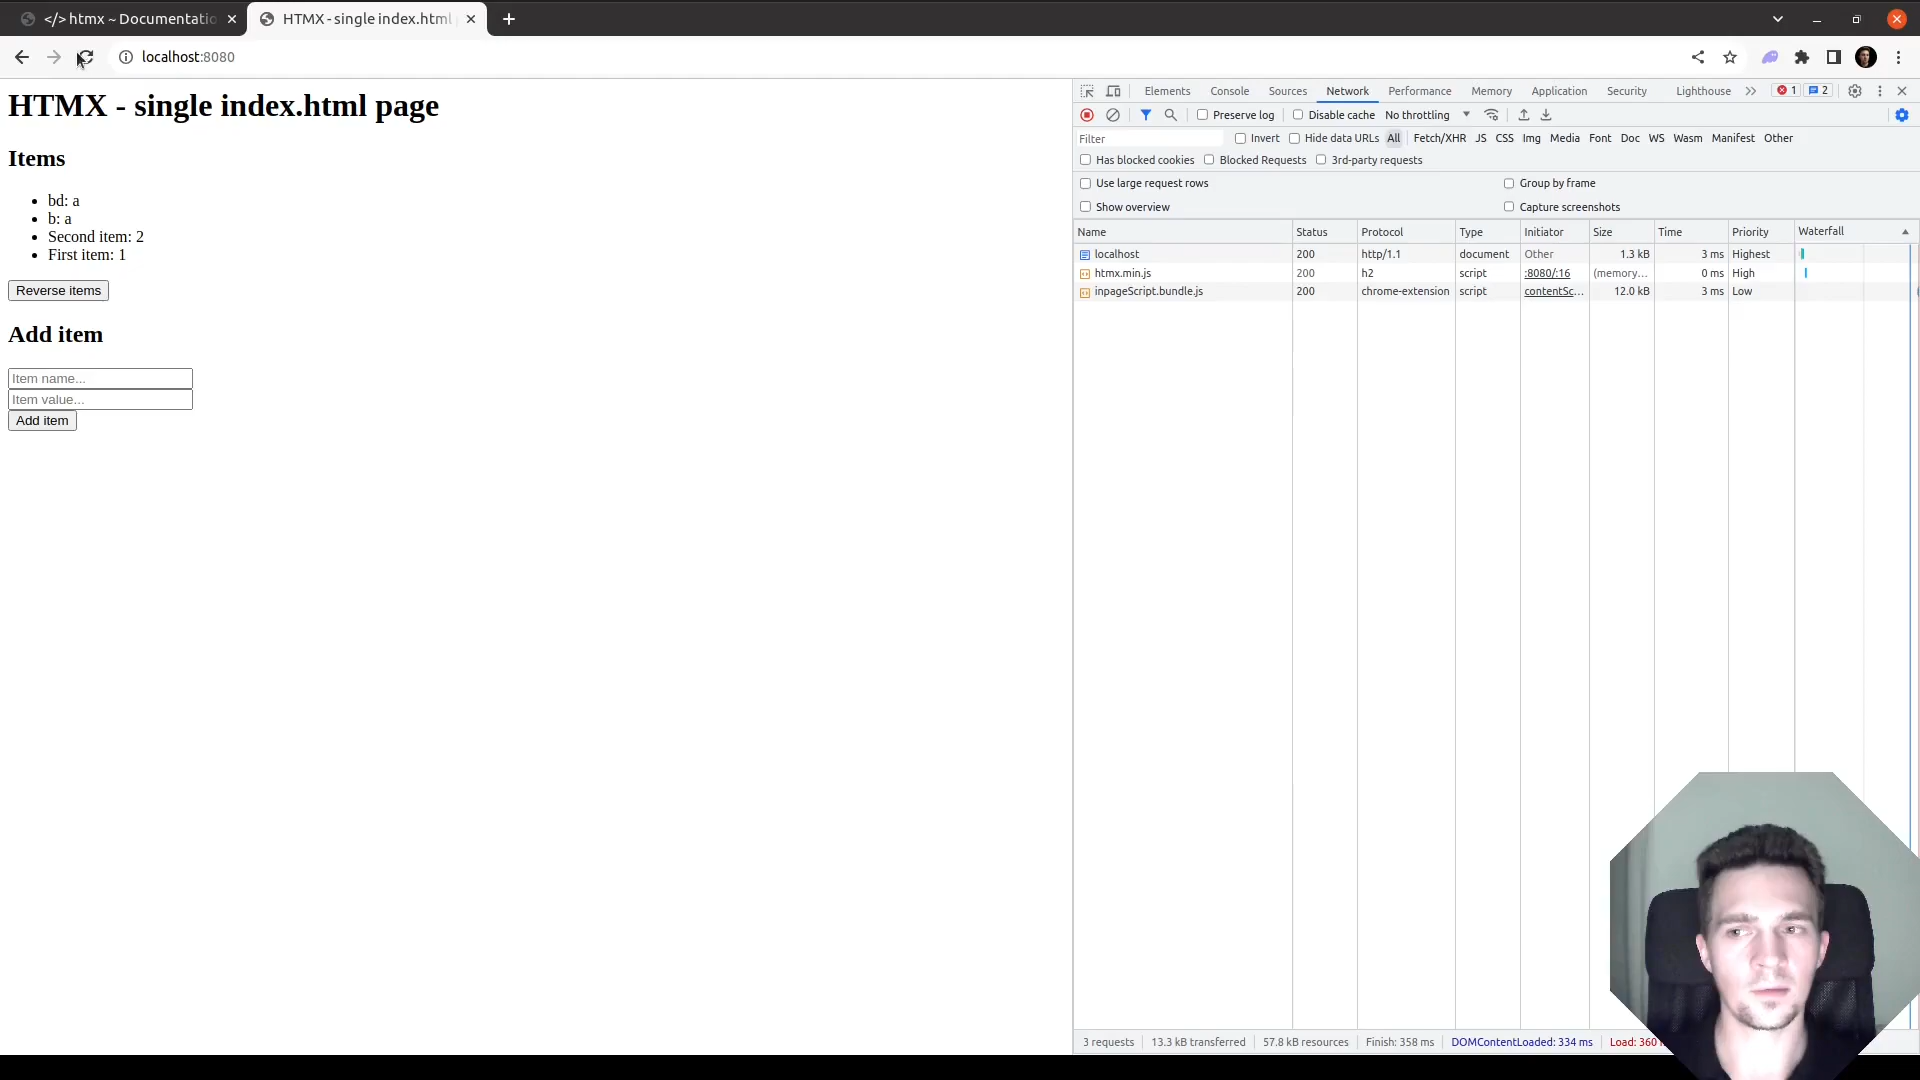 </> htmx ~ Documentatio
HTMX - single index.html
localhost:8080
HTMX - single index.html page
Items
bd: a
b: a
Second item: 2
First item: 1
Reverse items
Add item
Item name...
Item value...
Add item
Elements Console Sources Network Performance Memory Application Security Lighthouse 1 2
Preserve log Disable cache No throttling
Filter Invert Hide data URLs All Fetch/XHR JS CSS Img Media Font Doc WS Wasm Manifest Other
Has blocked cookies Blocked Requests 3rd-party requests
Use large request rows Group by frame
Show overview Capture screenshots
Name Status Protocol Type Initiator Size Time Priority Waterfall
localhost 200 http/1.1 document Other 1.3 kB 3 ms Highest
htmx.min.js 200 h2 script :8080/:16 (memory... 0 ms High
inpageScript.bundle.js 200 chrome-extension script contentSc... 12.0 kB 3 ms Low
3 requests 13.3 kB transferred 57.8 kB resources Finish: 358 ms DOMContentLoaded: 334 ms Load: 360